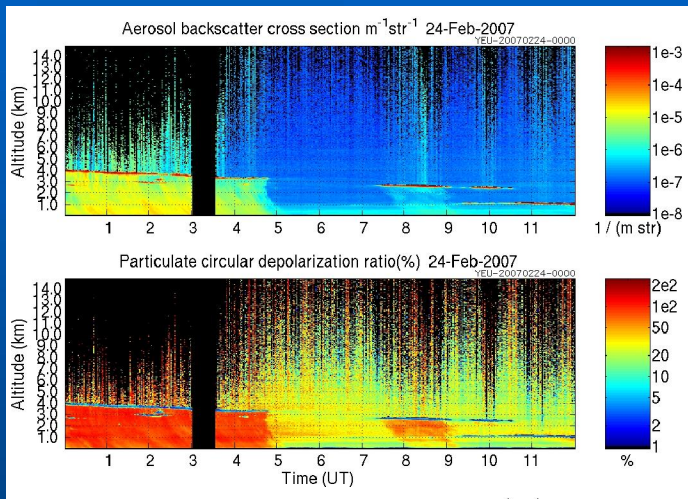 Aerosol backscatter cross section m⁻¹str⁻¹ 24-Feb-2007
YEU-20070224-0000
Altitude (km)
14.0
13.0
12.0
11.0
10.0
9.0
8.0
7.0
6.0
5.0
4.0
3.0
2.0
1.0
1 2 3 4 5 6 7 8 9 10 11
1e-3
1e-4
1e-5
1e-6
1e-7
1e-8
1 / (m str)
Particulate circular depolarization ratio(%) 24-Feb-2007
YEU-20070224-0000
Altitude (km)
14.0
13.0
12.0
11.0
10.0
9.0
8.0
7.0
6.0
5.0
4.0
3.0
2.0
1.0
1 2 3 4 5 6 7 8 9 10 11
Time (UT)
2e2
1e2
50
20
10
5
2
1
%